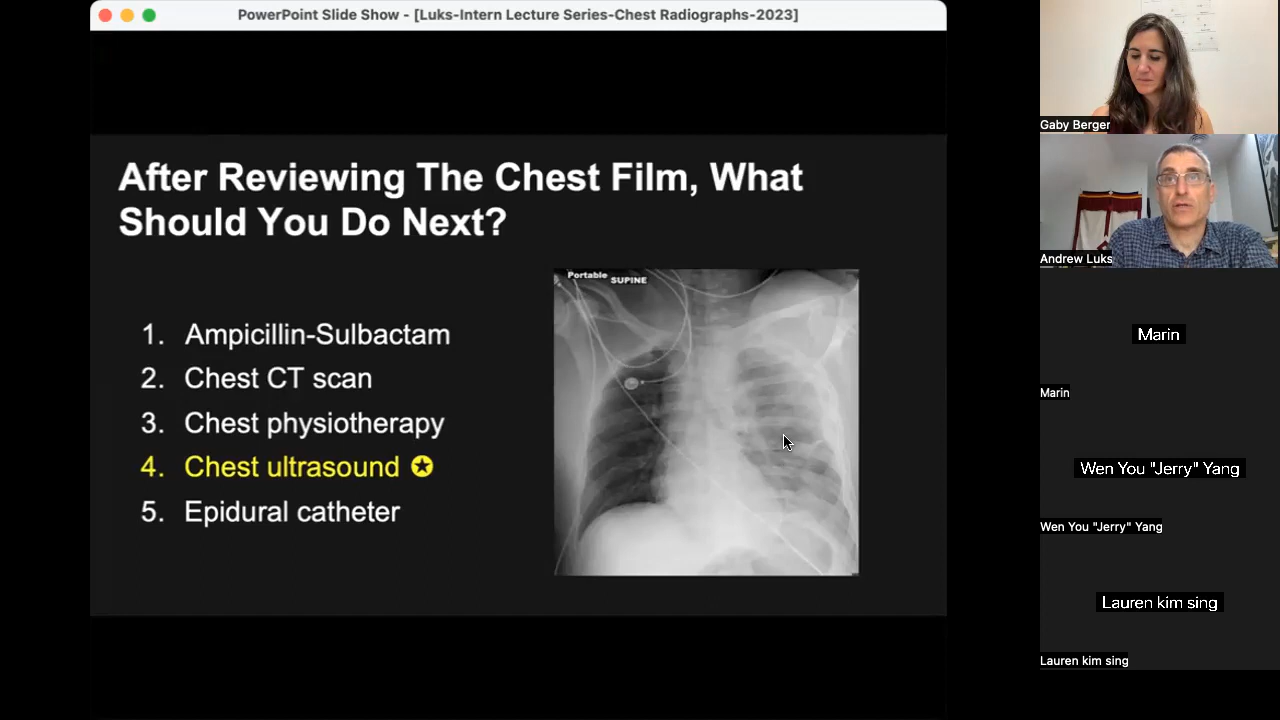 PowerPoint Slide Show - [Luks-Intern Lecture Series-Chest Radiographs-2023]
After Reviewing The Chest Film, What
Should You Do Next?
1. Ampicillin-Sulbactam
2. Chest CT scan
3. Chest physiotherapy
4. Chest ultrasound
5. Epidural catheter
Portable
SUPINE
Gaby Berger
Andrew Luks
Marin
Marin
Wen You "Jerry" Yang
Wen You "Jerry" Yang
Lauren kim sing
Lauren kim sing